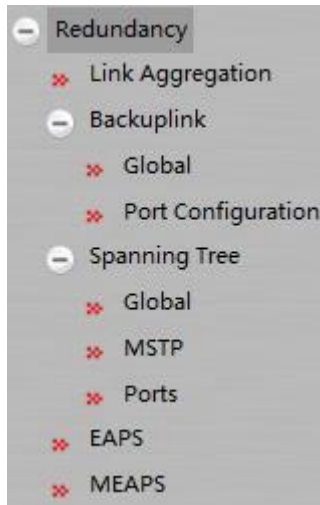 Redundancy
Link Aggregation
Backuplink
Global
Port Configuration
Spanning Tree
Global
MSTP
Ports
EAPS
MEAPS